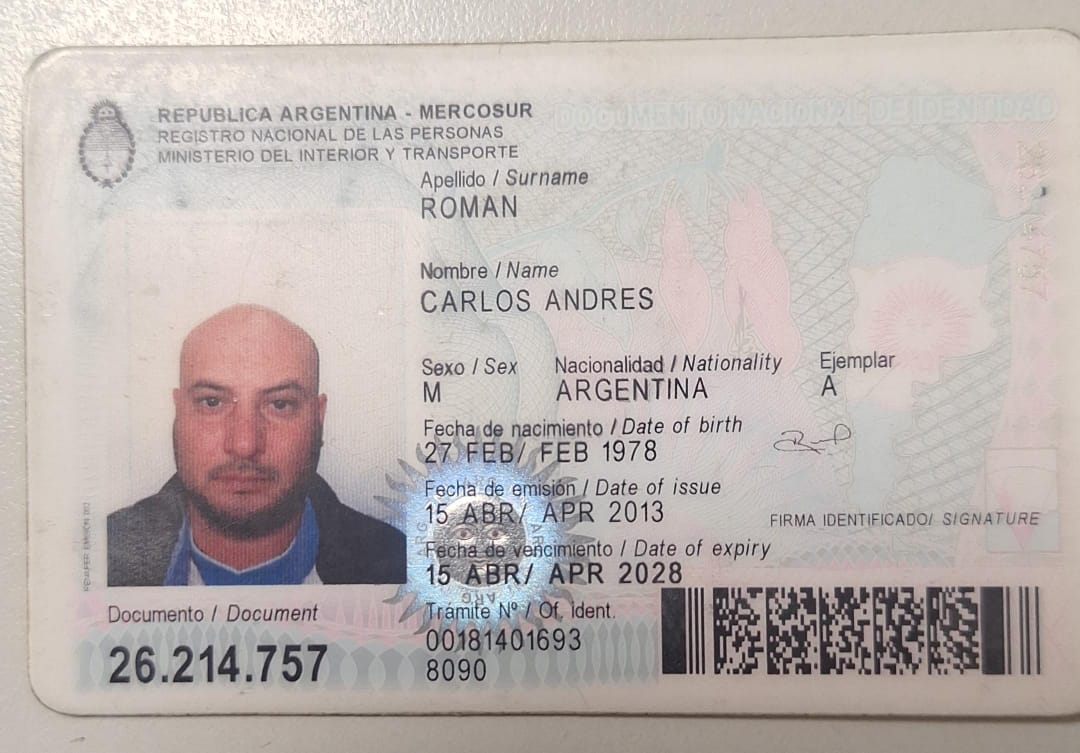 REPUBLICA ARGENTINA - MERCOSUR
REGISTRO NACIONAL DE LAS PERSONAS
MINISTERIO DEL INTERIOR Y TRANSPORTE
DOCUMENTO NACIONAL DE IDENTIDAD
Apellido / Surname
ROMAN
Nombre / Name
CARLOS ANDRES
Sexo / Sex
M
Nacionalidad / Nationality
ARGENTINA
Ejemplar
A
Fecha de nacimiento / Date of birth
27 FEB/ FEB 1978
Fecha de emisión / Date of issue
15 ABR/ APR 2013
FIRMA IDENTIFICADO/ SIGNATURE
Fecha de vencimiento / Date of expiry
15 ABR/ APR 2028
Documento / Document
26.214.757
Trámite Nº / Of. Ident.
00181401693
8090